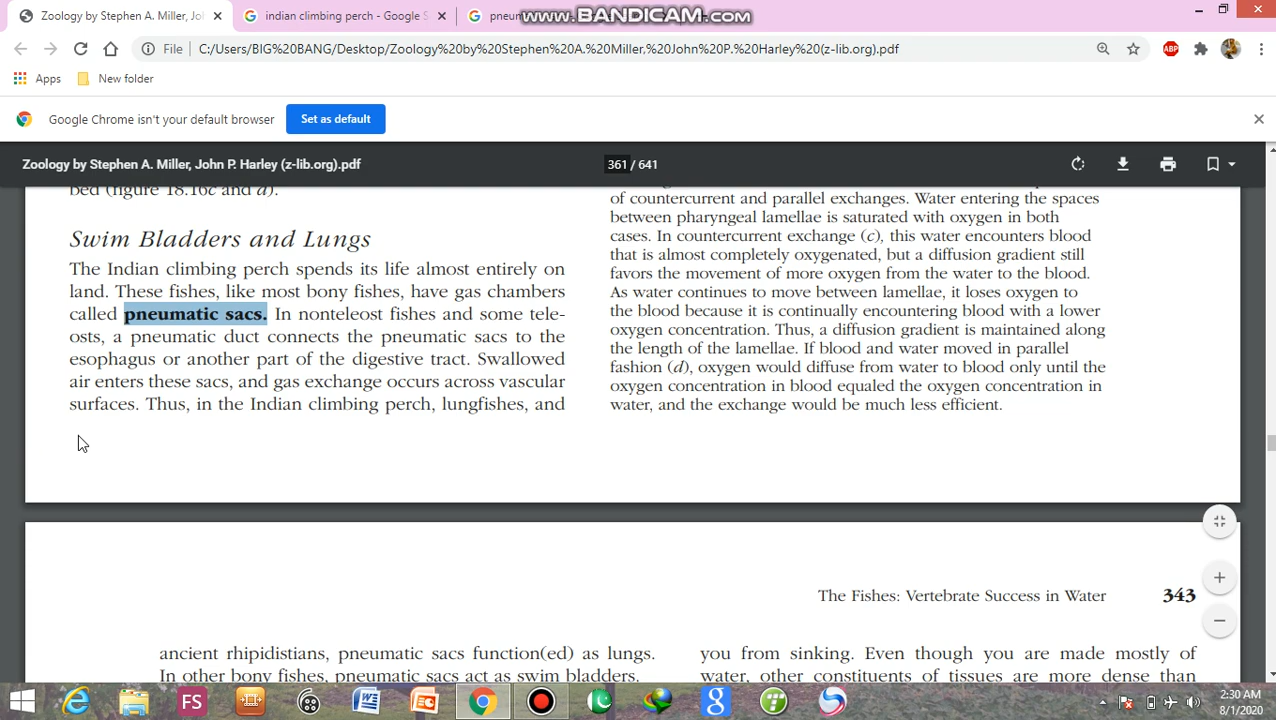 Zoology by Stephen A. Miller, Jo
indian climbing perch - Google S
pneu
WWW.BANDICAM.COM
File
C:/Users/BIG%20BANG/Desktop/Zoology%20by%20Stephen%20A.%20Miller,%20John%20P.%20Harley%20(z-lib.org).pdf
ABP
Apps
New folder
Google Chrome isn't your default browser
Set as default
Zoology by Stephen A. Miller, John P. Harley (z-lib.org).pdf
361 / 641
bed (figure 18.16c and d).
Swim Bladders and Lungs
The Indian climbing perch spends its life almost entirely on
land. These fishes, like most bony fishes, have gas chambers
called pneumatic sacs. In nonteleost fishes and some tele-
osts, a pneumatic duct connects the pneumatic sacs to the
esophagus or another part of the digestive tract. Swallowed
air enters these sacs, and gas exchange occurs across vascular
surfaces. Thus, in the Indian climbing perch, lungfishes, and
of countercurrent and parallel exchanges. Water entering the spaces
between pharyngeal lamellae is saturated with oxygen in both
cases. In countercurrent exchange (c), this water encounters blood
that is almost completely oxygenated, but a diffusion gradient still
favors the movement of more oxygen from the water to the blood.
As water continues to move between lamellae, it loses oxygen to
the blood because it is continually encountering blood with a lower
oxygen concentration. Thus, a diffusion gradient is maintained along
the length of the lamellae. If blood and water moved in parallel
fashion (d), oxygen would diffuse from water to blood only until the
oxygen concentration in blood equaled the oxygen concentration in
water, and the exchange would be much less efficient.
The Fishes: Vertebrate Success in Water
343
ancient rhipidistians, pneumatic sacs function(ed) as lungs.
In other bony fishes, pneumatic sacs act as swim bladders.
you from sinking. Even though you are made mostly of
water, other constituents of tissues are more dense than
FS
2:30 AM
8/1/2020